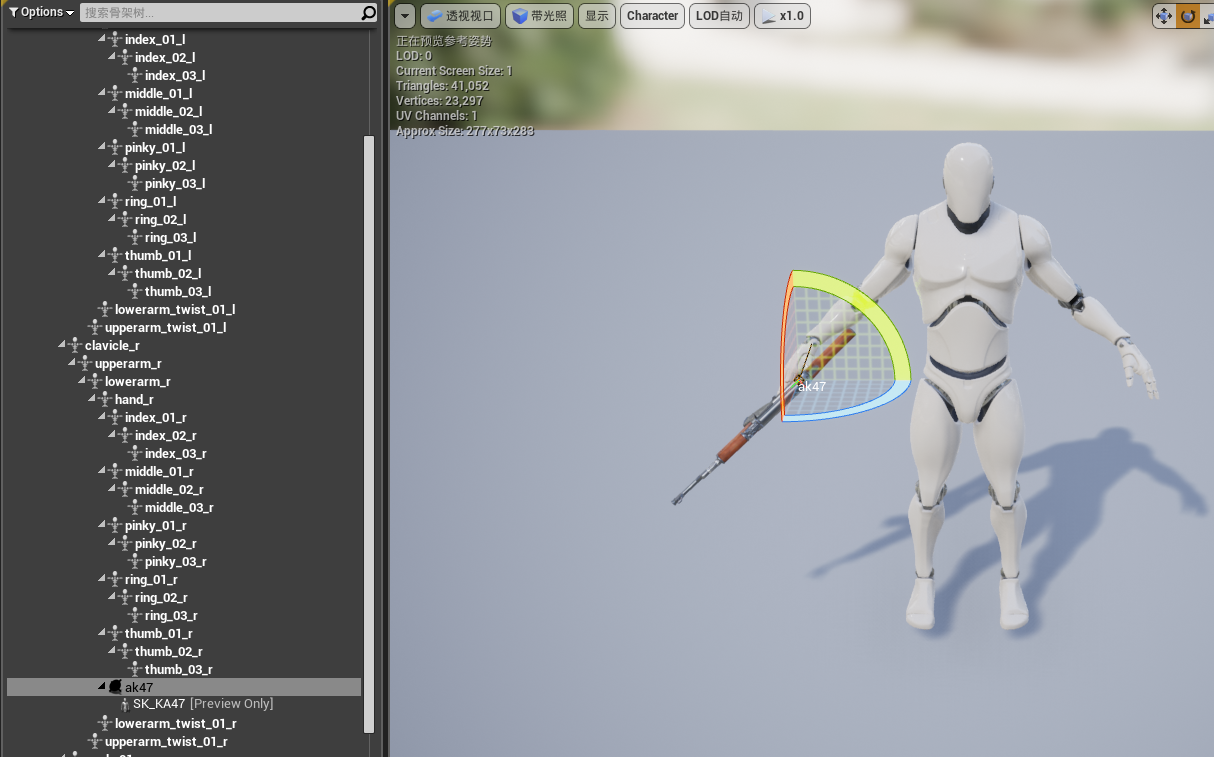 Options 搜索骨架树...
index_01_l
index_02_l
index_03_l
middle_01_l
middle_02_l
middle_03_l
pinky_01_l
pinky_02_l
pinky_03_l
ring_01_l
ring_02_l
ring_03_l
thumb_01_l
thumb_02_l
thumb_03_l
lowerarm_twist_01_l
upperarm_twist_01_l
clavicle_r
upperarm_r
lowerarm_r
hand_r
index_01_r
index_02_r
index_03_r
middle_01_r
middle_02_r
middle_03_r
pinky_01_r
pinky_02_r
pinky_03_r
ring_01_r
ring_02_r
ring_03_r
thumb_01_r
thumb_02_r
thumb_03_r
ak47
SK_KA47 [Preview Only]
lowerarm_twist_01_r
upperarm_twist_01_r
透视视口 带光照 显示 Character LOD自动 x1.0
正在预览参考姿势
LOD: 0
Current Screen Size: 1
Triangles: 41,052
Vertices: 23,297
UV Channels: 1
Approx Size: 277x73x283
ak47